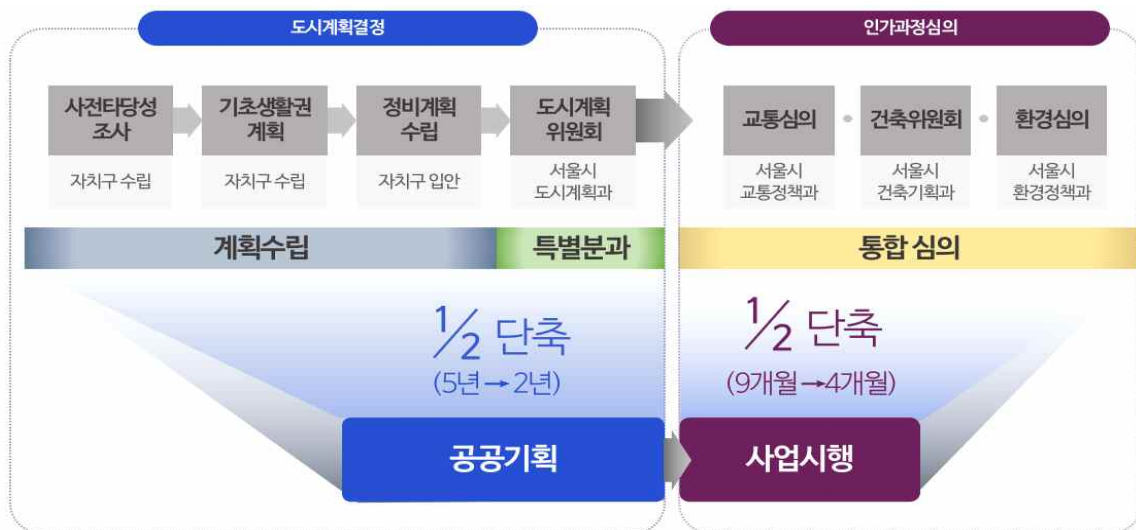 도시계획결정
인가과정심의
사전타당성
조사
기초생활권
계획
정비계획
수립
도시계획
위원회
교통심의
건축위원회
환경심의
자치구 수립
자치구 수립
자치구 입안
서울시
도시계획과
서울시
교통정책과
서울시
건축기획과
서울시
환경정책과
계획수립
특별분과
통합 심의
1/2 단축
(5년→2년)
1/2 단축
(9개월→4개월)
공공기획
사업시행